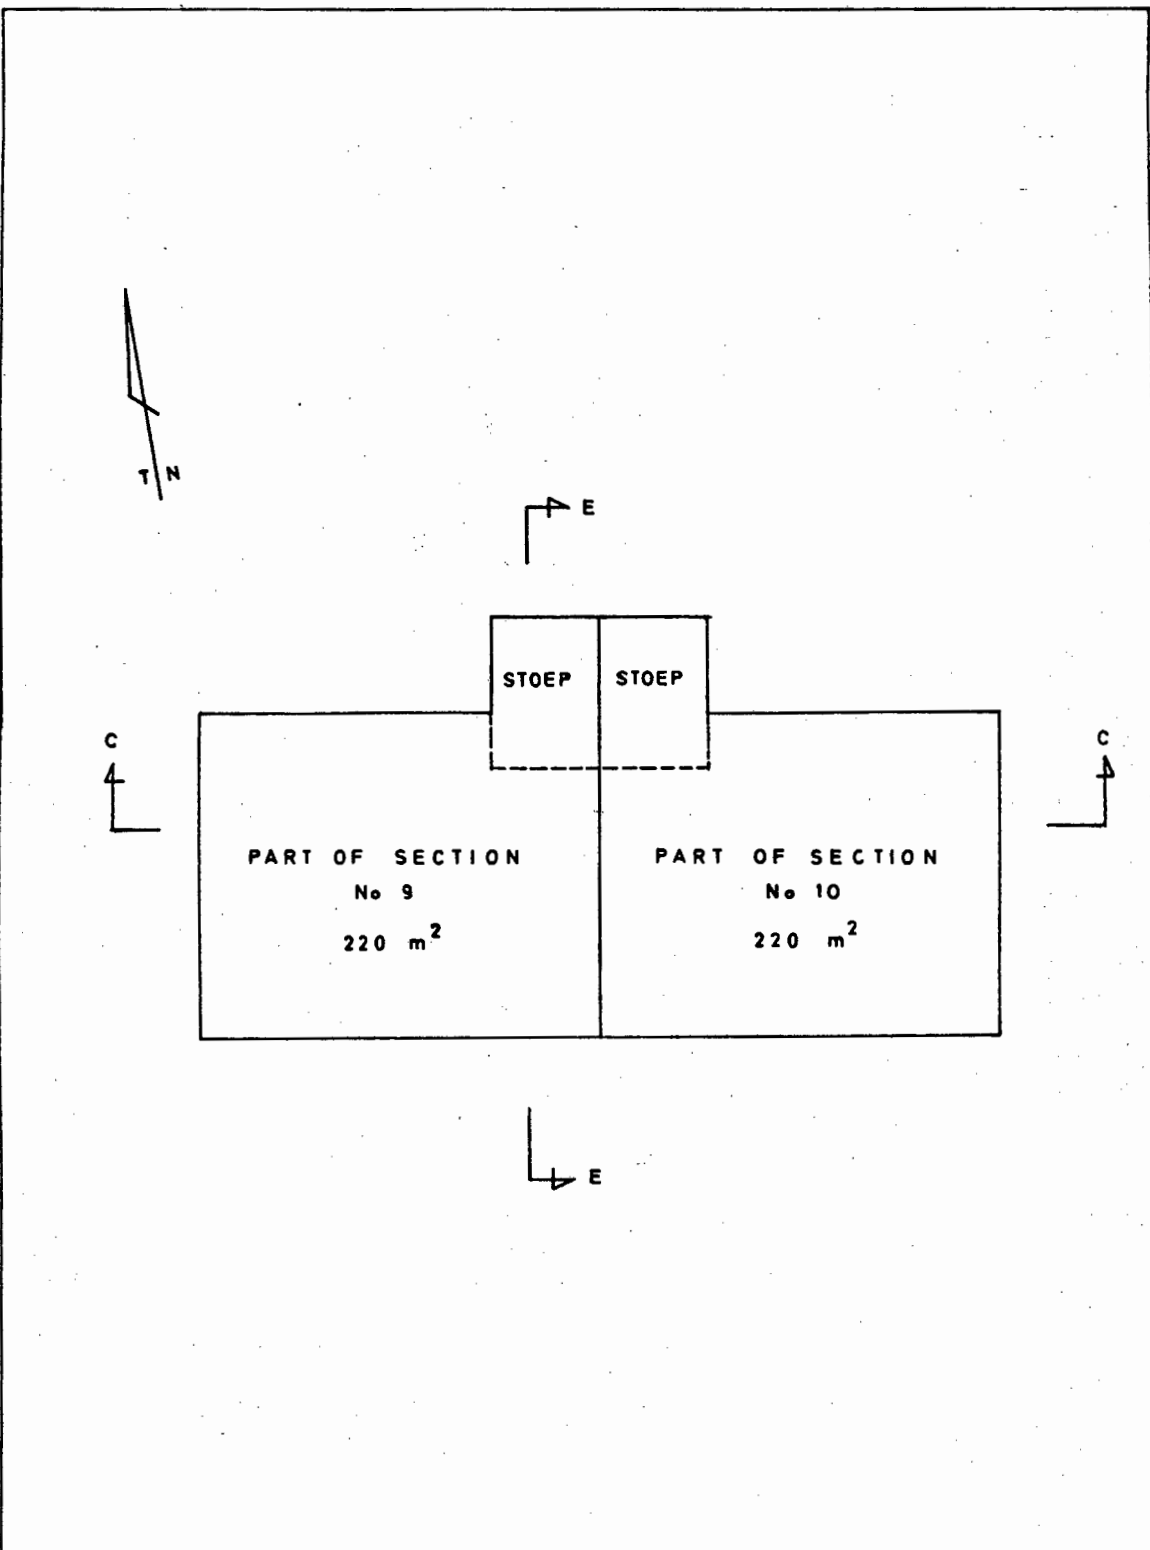 T N
E
STOEP STOEP
C C
PART OF SECTION
No 9
220 m²
PART OF SECTION
No 10
220 m²
E